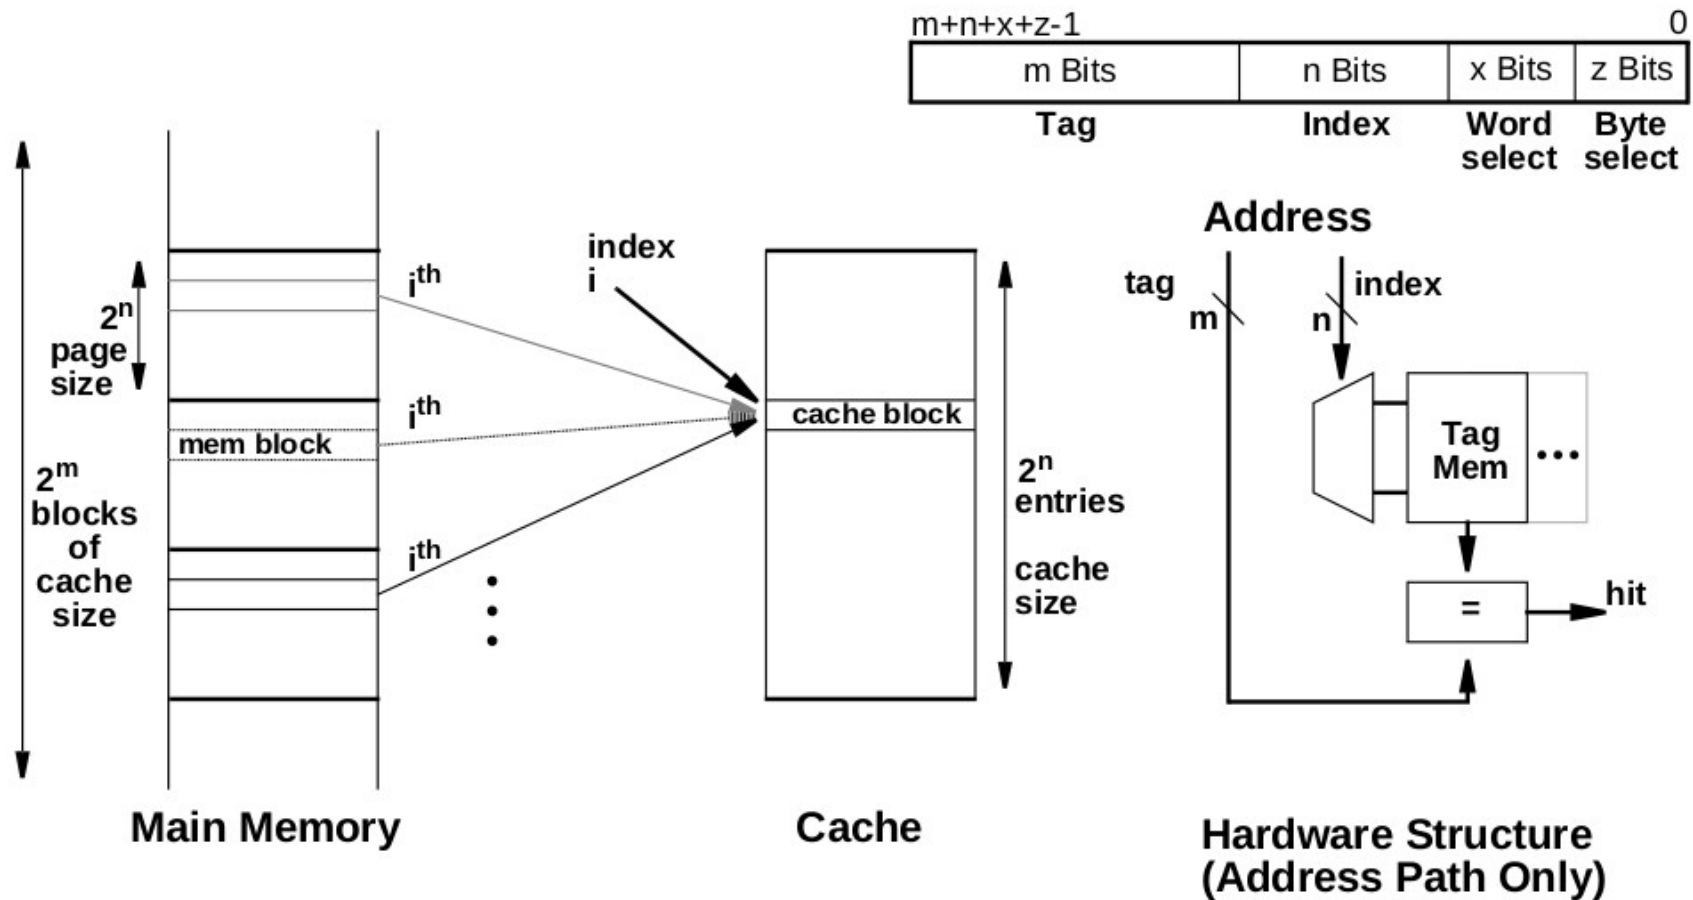 m+n+x+z-1 0
m Bits n Bits x Bits z Bits
Tag Index Word select Byte select
2ⁿ
page
size
2ᵐ
blocks
of
cache
size
iᵗʰ
iᵗʰ
mem block
iᵗʰ
Main Memory
index
i
cache block
2ⁿ
entries
cache
size
Cache
Address
tag
m
index
n
Tag
Mem
=
hit
Hardware Structure
(Address Path Only)